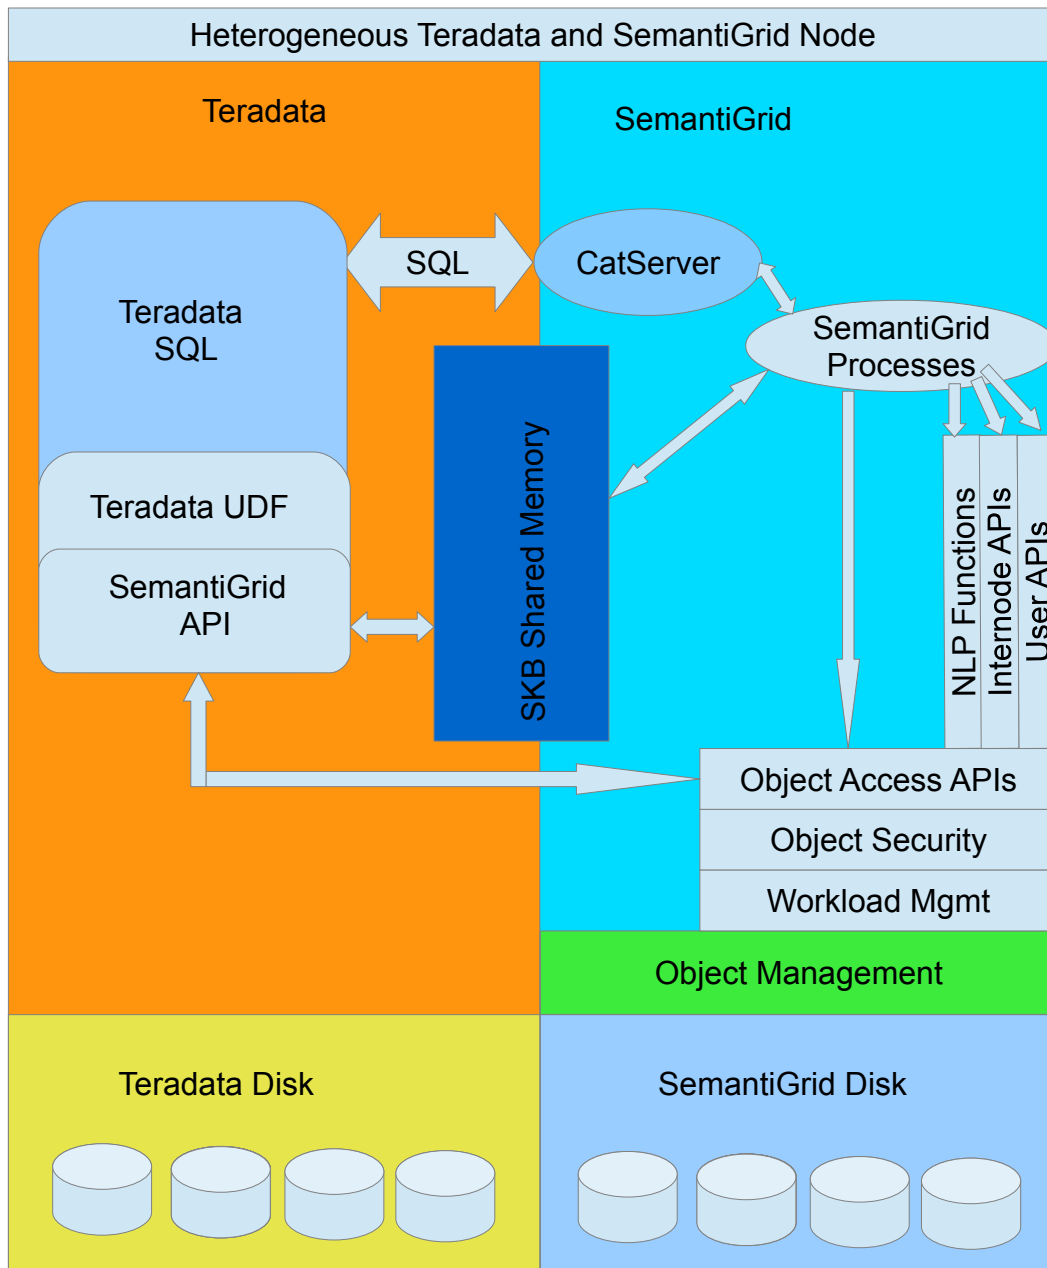 Heterogeneous Teradata and SemantiGrid Node
Teradata
SemantiGrid
SQL
CatServer
Teradata
SQL
SemantiGrid
Processes
Teradata UDF
SemantiGrid
API
SKB Shared Memory
NLP Functions
Internode APIs
User APIs
Object Access APIs
Object Security
Workload Mgmt
Object Management
Teradata Disk
SemantiGrid Disk